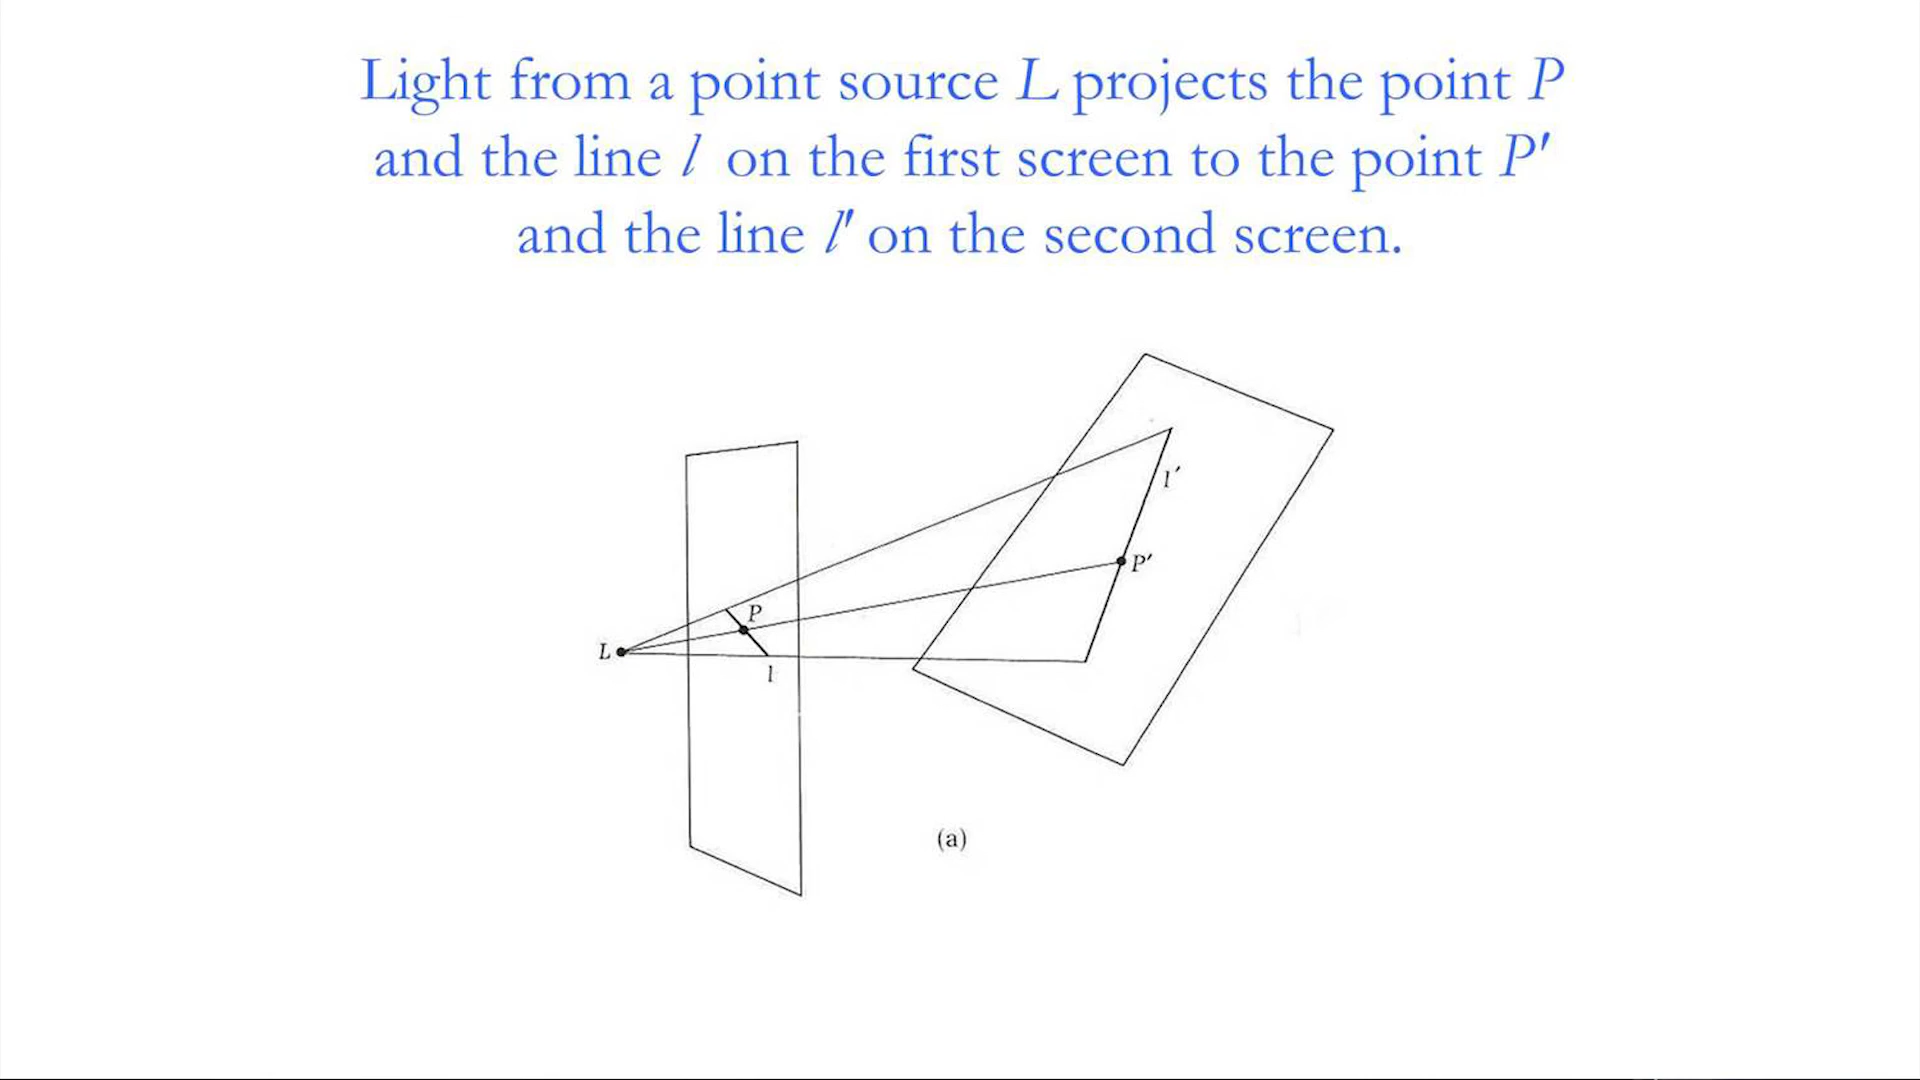 Light from a point source L projects the point P
and the line l on the first screen to the point P′
and the line l′ on the second screen.
l′
P′
P
L
l
(a)